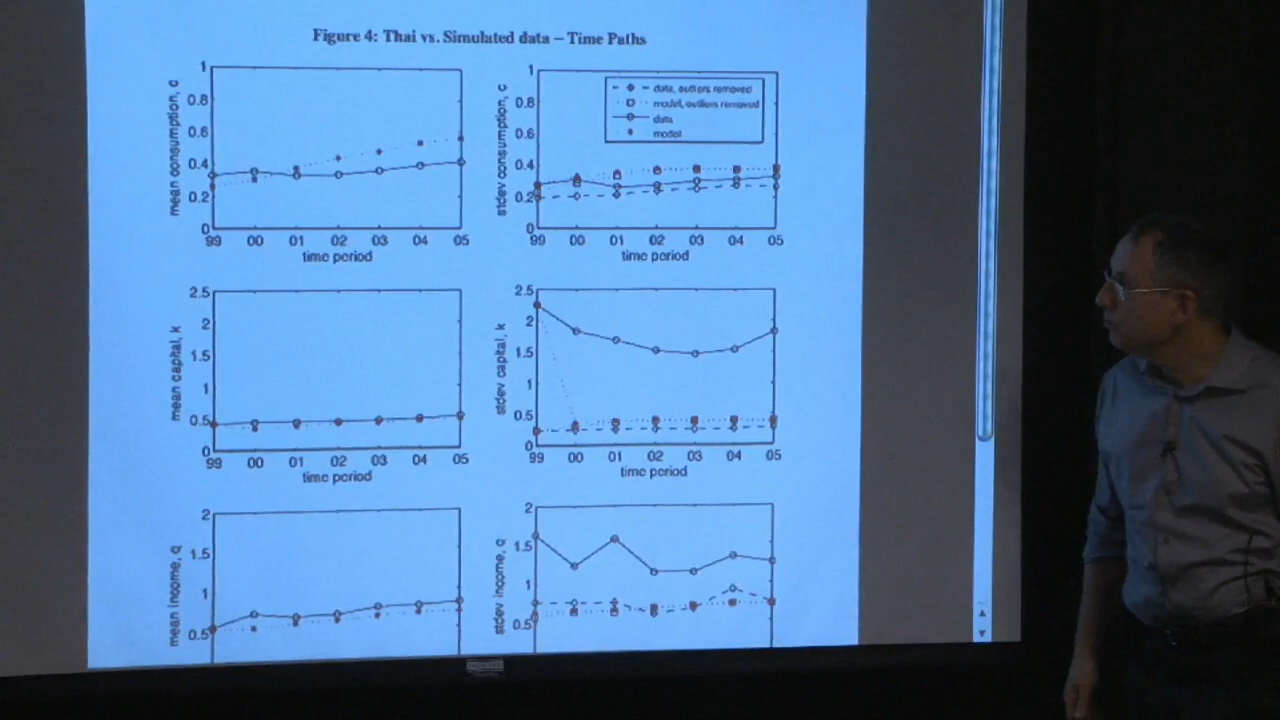 Figure 4: Thai vs. Simulated data – Time Paths
mean consumption, c
1
0.8
0.6
0.4
0.2
0
99 00 01 02 03 04 05
time period
stdev consumption, c
1
0.8
0.6
0.4
0.2
0
data, outliers removed
model, outliers removed
data
model
99 00 01 02 03 04 05
time period
mean capital, k
2.5
2
1.5
1
0.5
0
99 00 01 02 03 04 05
time period
stdev capital, k
2.5
2
1.5
1
0.5
0
99 00 01 02 03 04 05
time period
mean income, q
2
1.5
1
0.5
stdev income, q
2
1.5
1
0.5